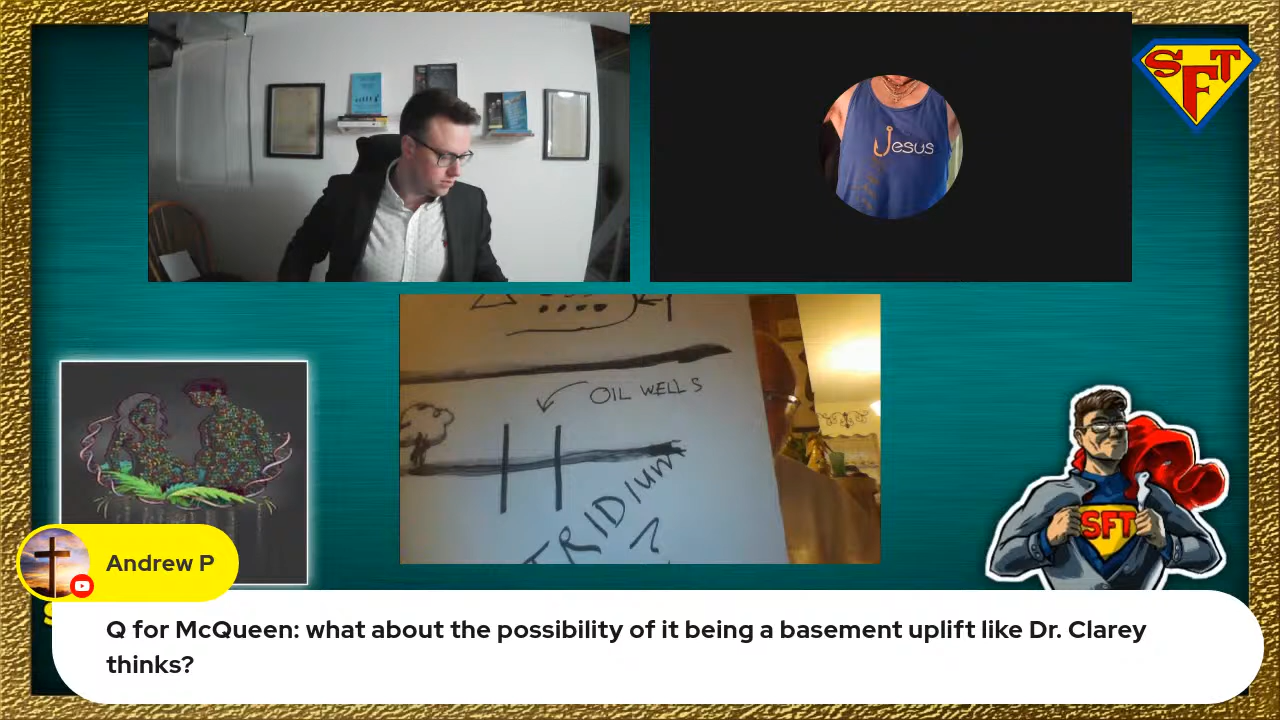 SFT
Jesus
OIL WELLS
IRIDIUM
?
SFT
Andrew P
Q for McQueen: what about the possibility of it being a basement uplift like Dr. Clarey
thinks?